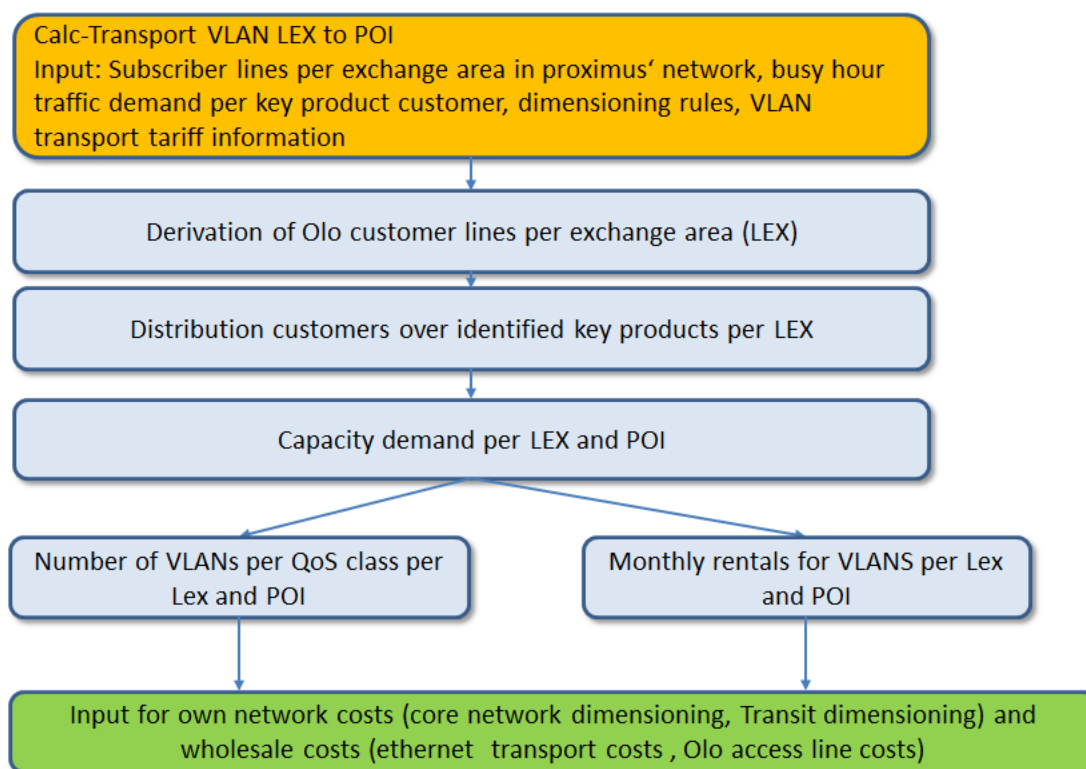 Calc-Transport VLAN LEX to POI
Input: Subscriber lines per exchange area in proximus‘ network, busy hour
traffic demand per key product customer, dimensioning rules, VLAN
transport tariff information
Derivation of Olo customer lines per exchange area (LEX)
Distribution customers over identified key products per LEX
Capacity demand per LEX and POI
Number of VLANs per QoS class per
Lex and POI
Monthly rentals for VLANS per Lex
and POI
Input for own network costs (core network dimensioning, Transit dimensioning) and
wholesale costs (ethernet transport costs , Olo access line costs)